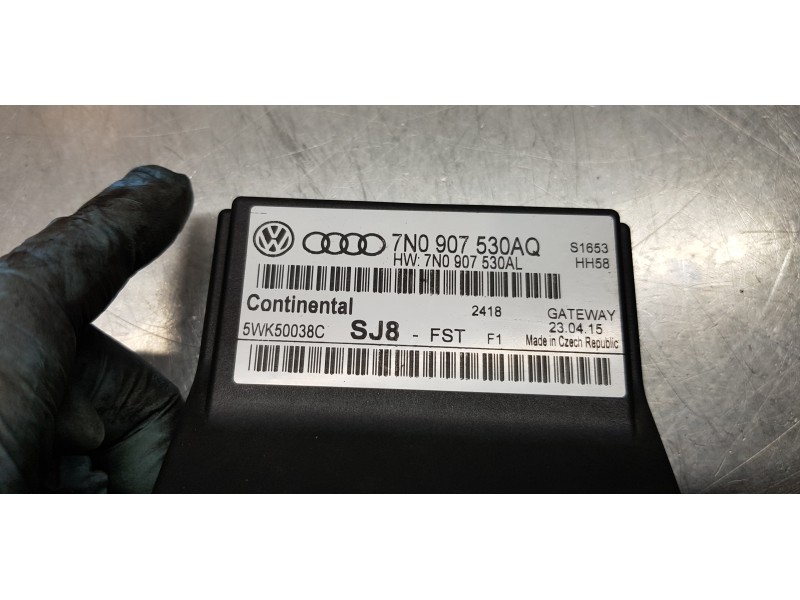 7N0 907 530AQ S1653
HW: 7N0 907 530AL HH58
Continental 2418 GATEWAY
5WK50038C SJ8 - FST F1 23.04.15
Made in Czech Republic